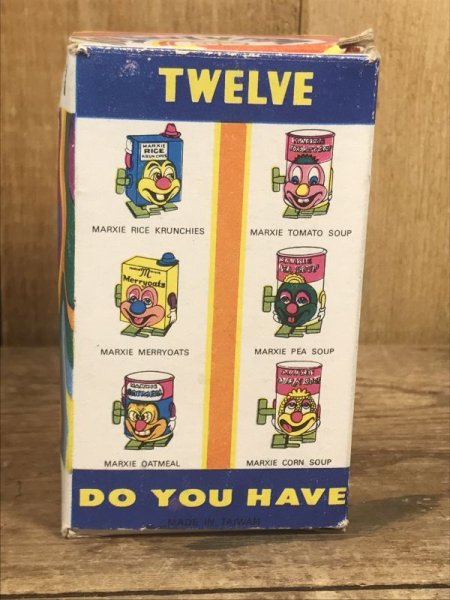 TWELVE
MARXIE
RICE
KRUNCHIES
MARXIE RICE KRUNCHIES
MARXIE TOMATO SOUP
m
Merryoats
MARXIE MERRYOATS
MARXIE PEA SOUP
MARXIE OATMEAL
MARXIE CORN SOUP
DO YOU HAVE
MADE IN TAIWAN